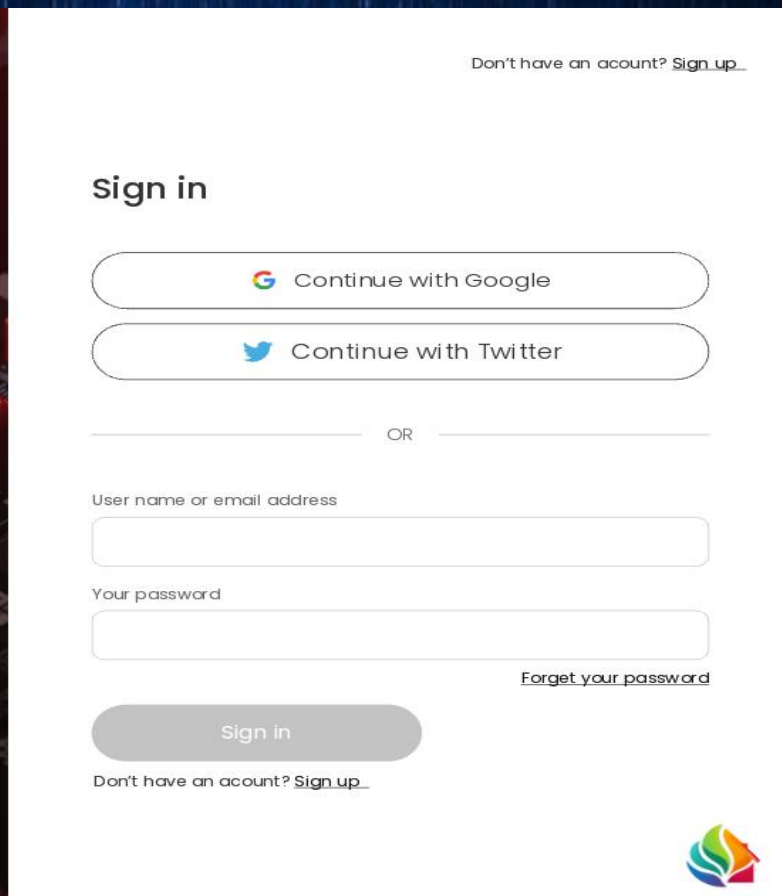 Don't have an acount? Sign up
Sign in
Continue with Google
Continue with Twitter
OR
User name or email address
Your password
Forget your password
Sign in
Don't have an acount? Sign up